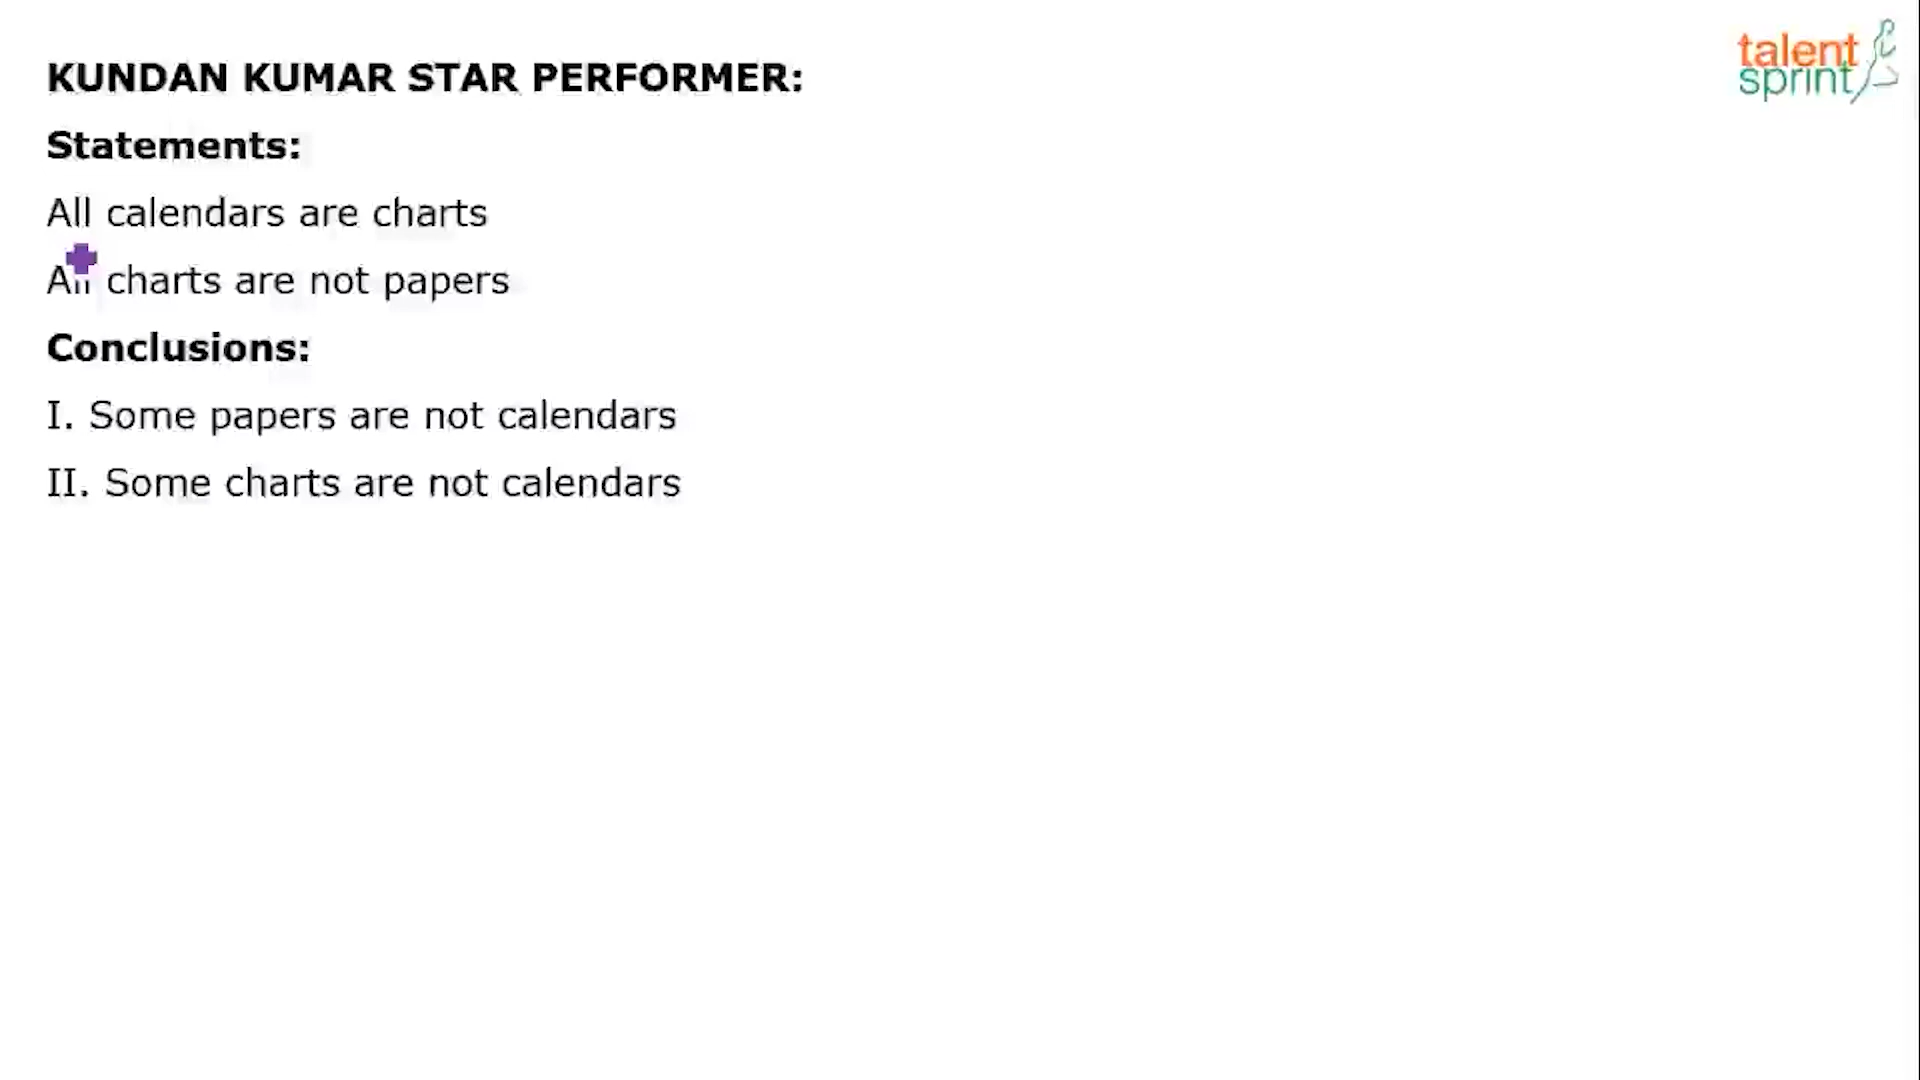 talent
sprint
KUNDAN KUMAR STAR PERFORMER:
Statements:
All calendars are charts
All charts are not papers
Conclusions:
I. Some papers are not calendars
II. Some charts are not calendars